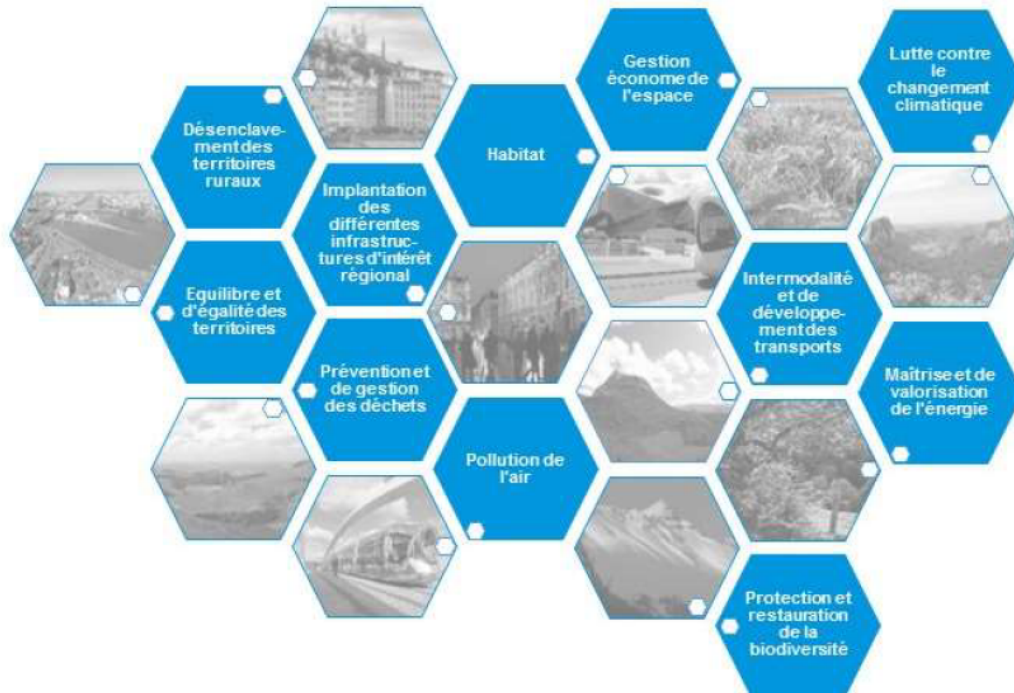 Gestion
économe de
l'espace
Lutte contre
le
changement
climatique
Désenclave-
ment des
territoires
ruraux
Habitat
Implantation
des
différentes
infrastruc-
tures d'intérêt
régional
Equilibre et
d'égalité des
territoires
Intermodalité
et de
développe-
ment des
transports
Prévention et
de gestion
des déchets
Maîtrise et de
valorisation
de l'énergie
Pollution de
l'air
Protection et
restauration
de la
biodiversité